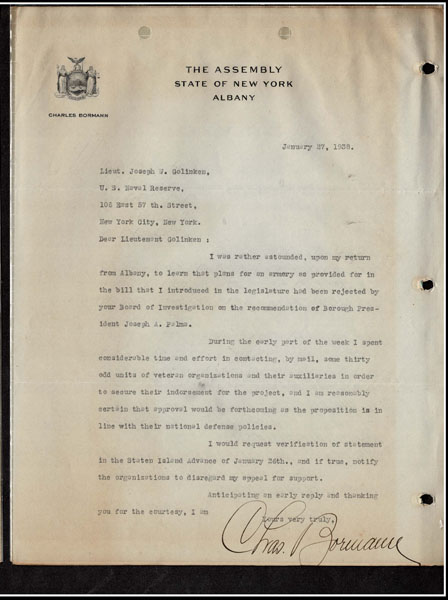 THE ASSEMBLY
STATE OF NEW YORK
ALBANY
CHARLES BORMANN
January 27, 1938.
Lieut. Joseph W. Golinken,
U. S. Naval Reserve,
105 East 57 th. Street,
New York City, New York.
Dear Lieutenant Golinken :
I was rather astounded, upon my return
from Albany, to learn that plans for an armory as provided for in
the bill that I introduced in the legislature had been rejected by
your Board of Investigation on the recommendation of Borough Pres-
ident Joseph A. Palma.
During the early part of the week I spent
considerable time and effort in contacting, by mail, some thirty
odd units of veteran organizations and their auxiliaries in order
to secure their indorsement for the project, and I am reasonably
certain that approval would be forthcoming as the proposition is in
line with their national defense policies.
I would request verification of statement
in the Staten Island Advance of January 26th., and if true, notify
the organizations to disregard my appeal for support.
Anticipating an early reply and thanking
you for the courtesy, I am
Yours very truly,
Chas. Bormann